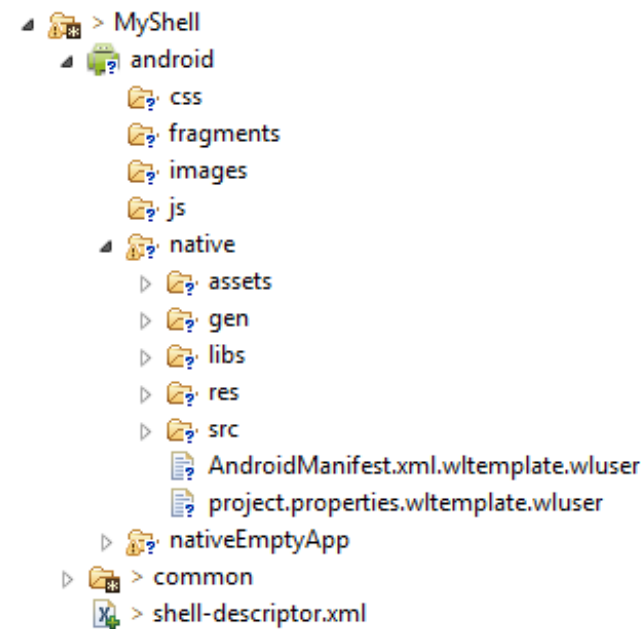 > MyShell
android
css
fragments
images
js
native
assets
gen
libs
res
src
AndroidManifest.xml.wltemplate.wluser
project.properties.wltemplate.wluser
nativeEmptyApp
> common
> shell-descriptor.xml